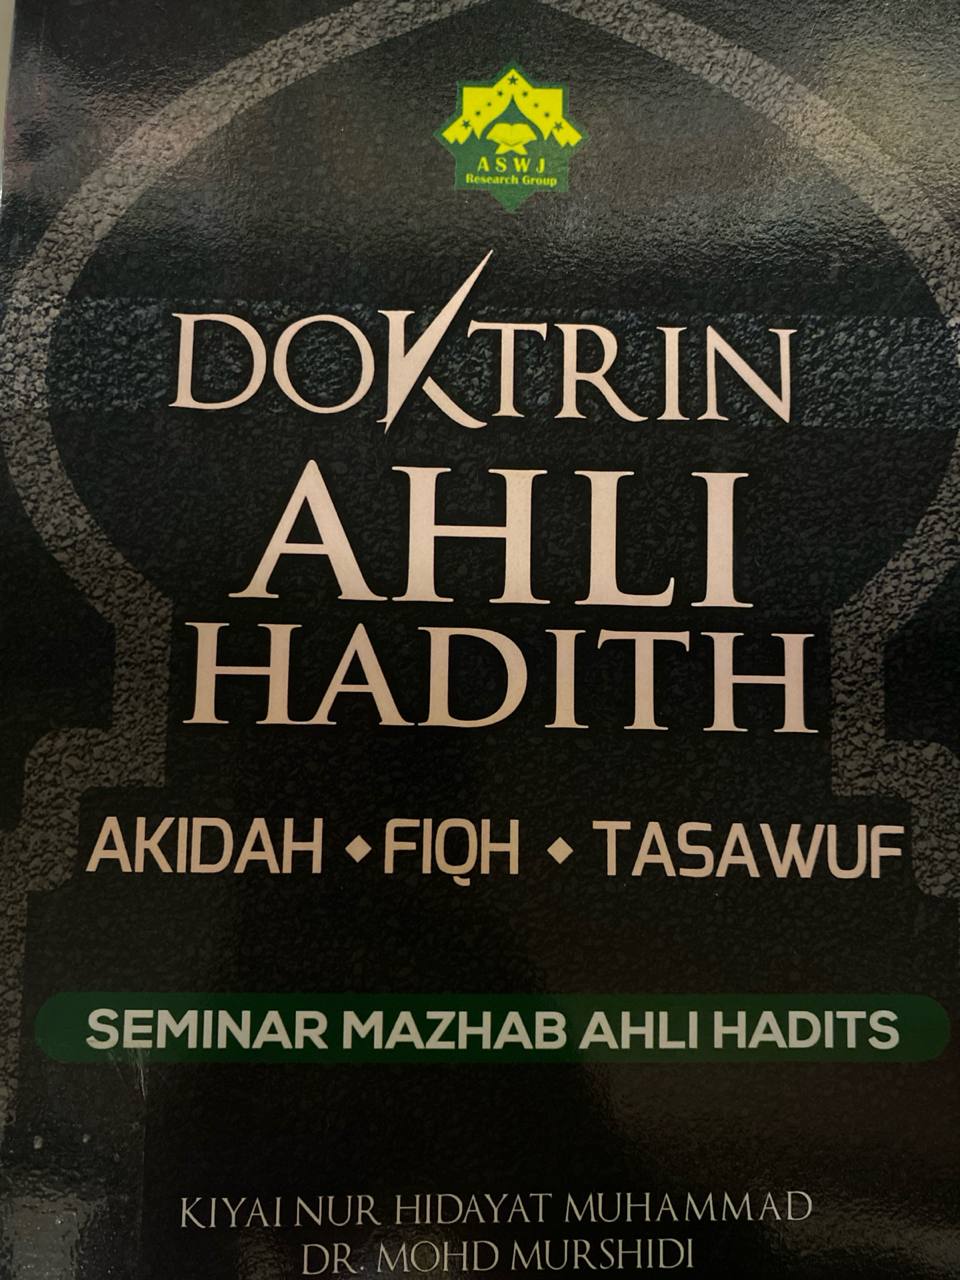 ASWJ
Research Group
DOKTRIN
AHLI
HADITH
AKIDAH ◆ FIQH ◆ TASAWUF
SEMINAR MAZHAB AHLI HADITS
KIYAI NUR HIDAYAT MUHAMMAD
DR. MOHD MURSHIDI